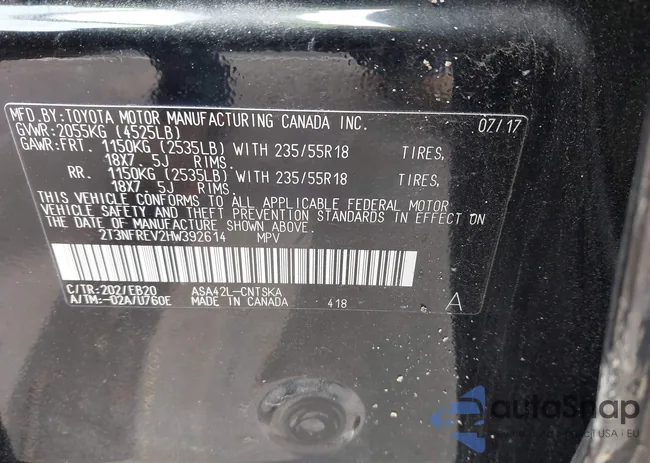 MFD.BY:TOYOTA MOTOR MANUFACTURING CANADA INC. 07/17
GVWR:2055KG (4525LB)
GAWR:FRT. 1150KG (2535LB) WITH 235/55R18 TIRES,
18X7.5J RIMS.
RR. 1150KG (2535LB) WITH 235/55R18 TIRES,
18X7.5J RIMS.
THIS VEHICLE CONFORMS TO ALL APPLICABLE FEDERAL MOTOR
VEHICLE SAFETY AND THEFT PREVENTION STANDARDS IN EFFECT ON
THE DATE OF MANUFACTURE SHOWN ABOVE.
2T3NFREV2HW392614 MPV
C/TR:202/EB20 ASA42L-CNTSKA
A/TM:-02A/U760E MADE IN CANADA 418 A
autoSnap
USA - EU